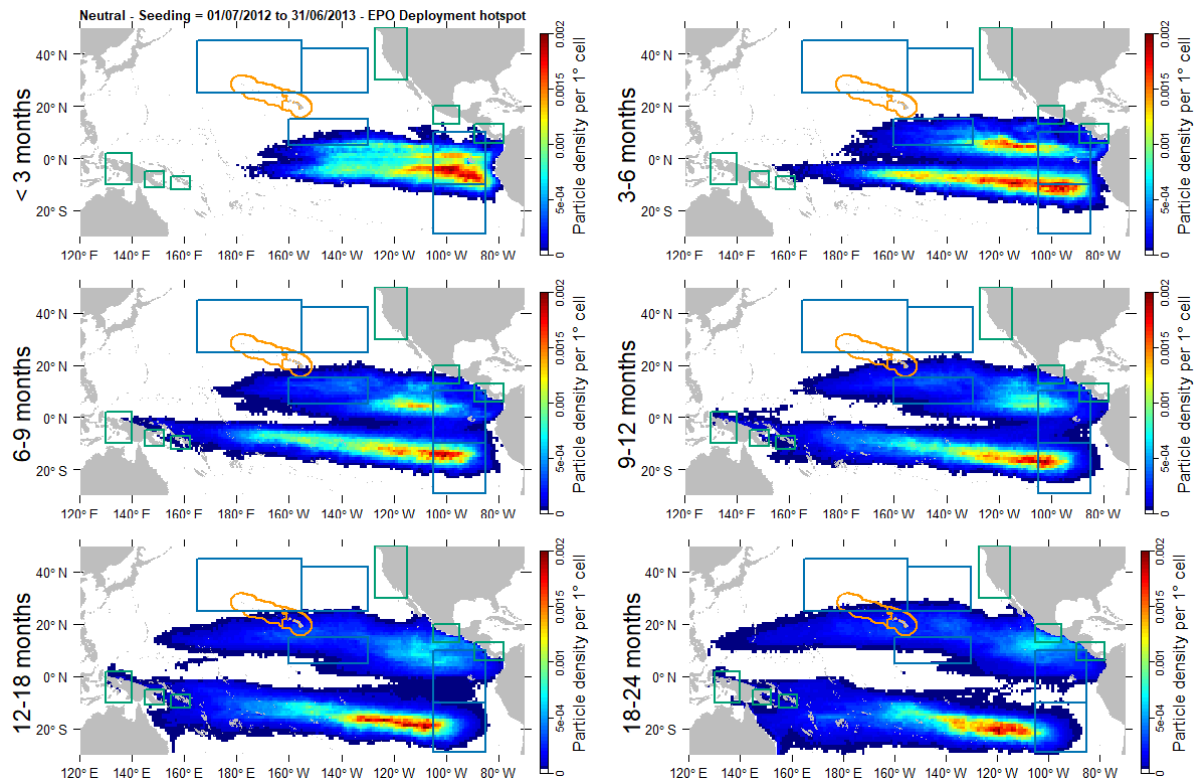 Neutral - Seeding = 01/07/2012 to 31/06/2013 - EPO Deployment hotspot
< 3 months
40° N
20° N
0° N
20° S
120° E 140° E 160° E 180° W 160° W 140° W 120° W 100° W 80° W
0 5e-04 0.001 0.0015 0.002
Particle density per 1° cell
3-6 months
40° N
20° N
0° N
20° S
120° E 140° E 160° E 180° W 160° W 140° W 120° W 100° W 80° W
0 5e-04 0.001 0.0015 0.002
Particle density per 1° cell
6-9 months
40° N
20° N
0° N
20° S
120° E 140° E 160° E 180° W 160° W 140° W 120° W 100° W 80° W
0 5e-04 0.001 0.0015 0.002
Particle density per 1° cell
9-12 months
40° N
20° N
0° N
20° S
120° E 140° E 160° E 180° W 160° W 140° W 120° W 100° W 80° W
0 5e-04 0.001 0.0015 0.002
Particle density per 1° cell
12-18 months
40° N
20° N
0° N
20° S
120° E 140° E 160° E 180° W 160° W 140° W 120° W 100° W 80° W
0 5e-04 0.001 0.0015 0.002
Particle density per 1° cell
18-24 months
40° N
20° N
0° N
20° S
120° E 140° E 160° E 180° W 160° W 140° W 120° W 100° W 80° W
0 5e-04 0.001 0.0015 0.002
Particle density per 1° cell